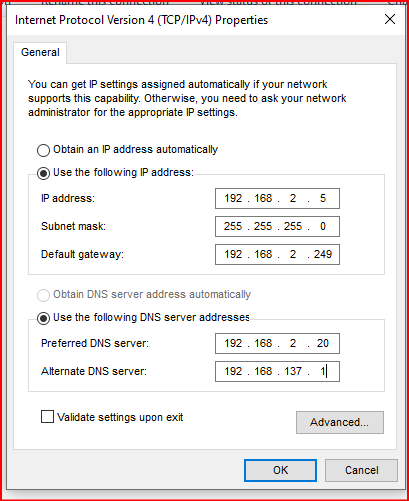 Internet Protocol Version 4 (TCP/IPv4) Properties
General
You can get IP settings assigned automatically if your network
supports this capability. Otherwise, you need to ask your network
administrator for the appropriate IP settings.
Obtain an IP address automatically
Use the following IP address:
IP address: 192 . 168 . 2 . 5
Subnet mask: 255 . 255 . 255 . 0
Default gateway: 192 . 168 . 2 . 249
Obtain DNS server address automatically
Use the following DNS server addresses
Preferred DNS server: 192 . 168 . 2 . 20
Alternate DNS server: 192 . 168 . 137 . 1
Validate settings upon exit
Advanced...
OK Cancel